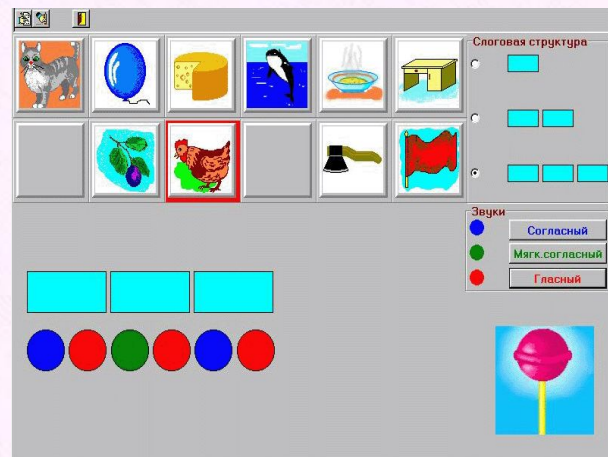 Слоговая структура
Звуки
Согласный
Мягк.согласный
Гласный